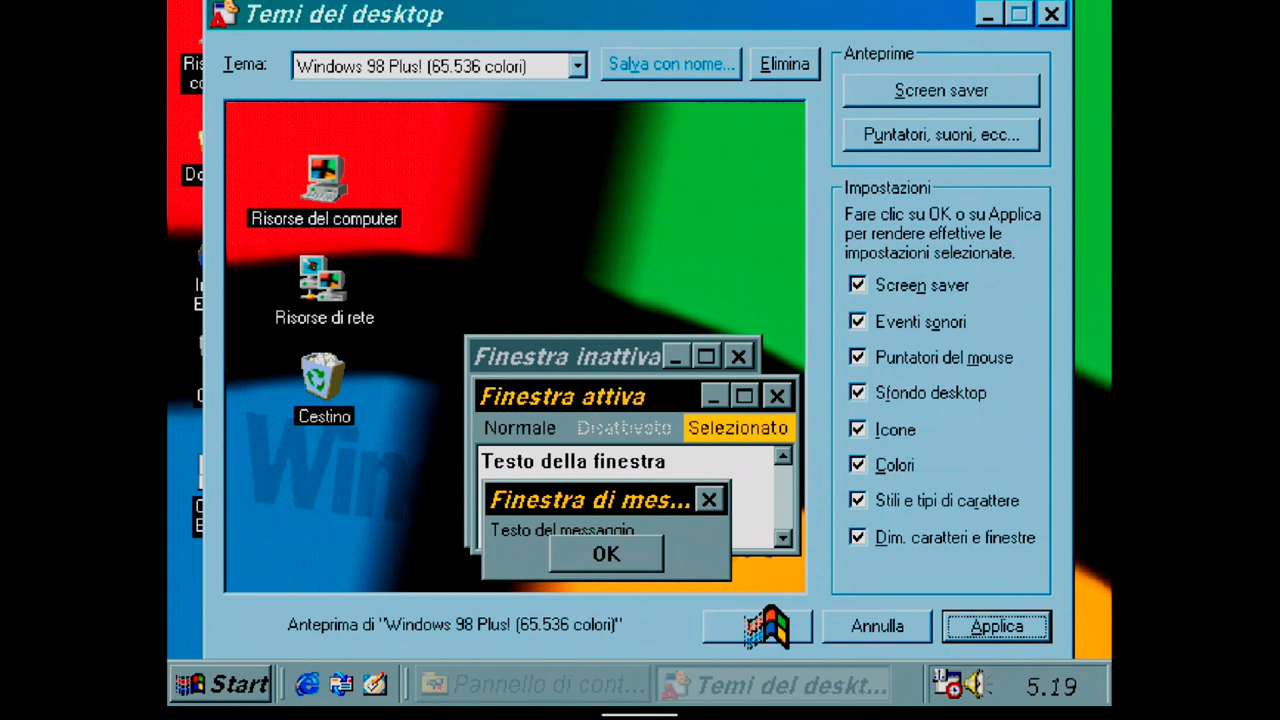 Temi del desktop
Tema:
Windows 98 Plus! (65.536 colori)
Salva con nome...
Elimina
Anteprime
Screen saver
Puntatori, suoni, ecc...
Risorse del computer
Risorse di rete
Cestino
Finestra inattiva
Finestra attiva
Normale Disattivato Selezionato
Testo della finestra
Finestra di mes...
Testo del messaggio
OK
Impostazioni
Fare clic su OK o su Applica
per rendere effettive le
impostazioni selezionate.
Screen saver
Eventi sonori
Puntatori del mouse
Sfondo desktop
Icone
Colori
Stili e tipi di carattere
Dim. caratteri e finestre
Anteprima di "Windows 98 Plus! (65.536 colori)"
Annulla
Applica
Start
Pannello di cont...
Temi del deskt...
5.19